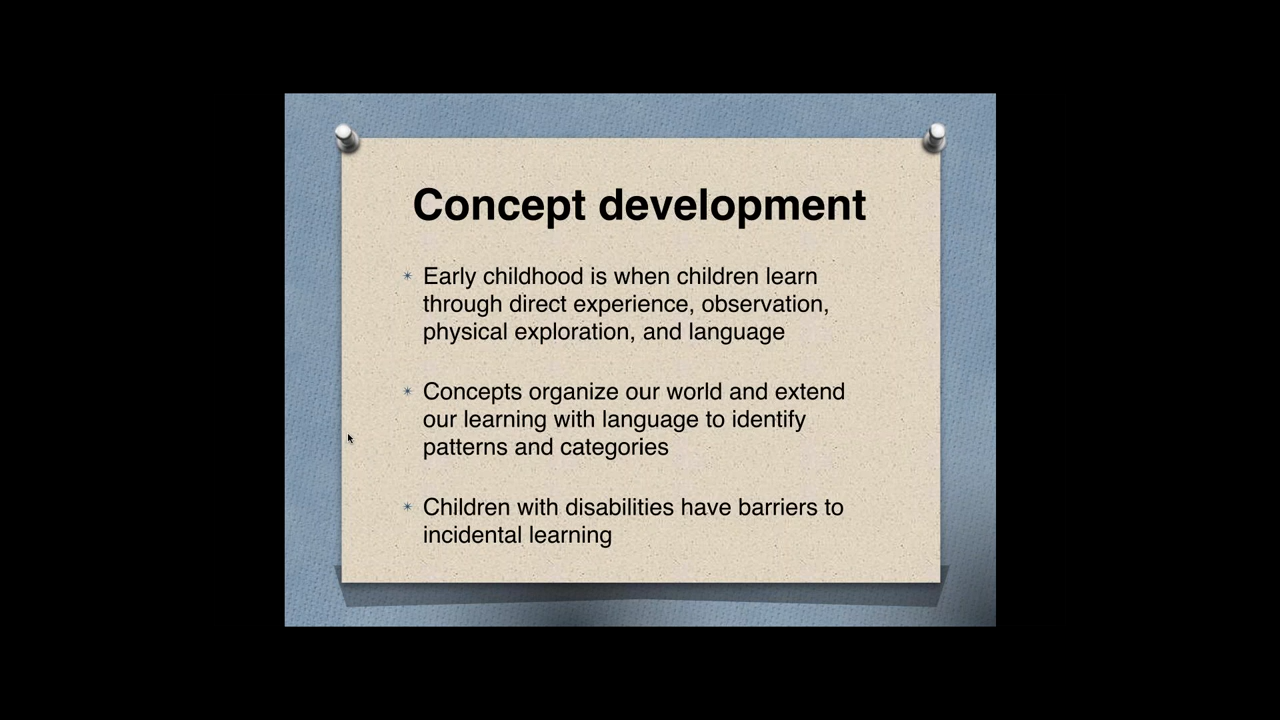 Concept development
* Early childhood is when children learn
through direct experience, observation,
physical exploration, and language
* Concepts organize our world and extend
our learning with language to identify
patterns and categories
* Children with disabilities have barriers to
incidental learning